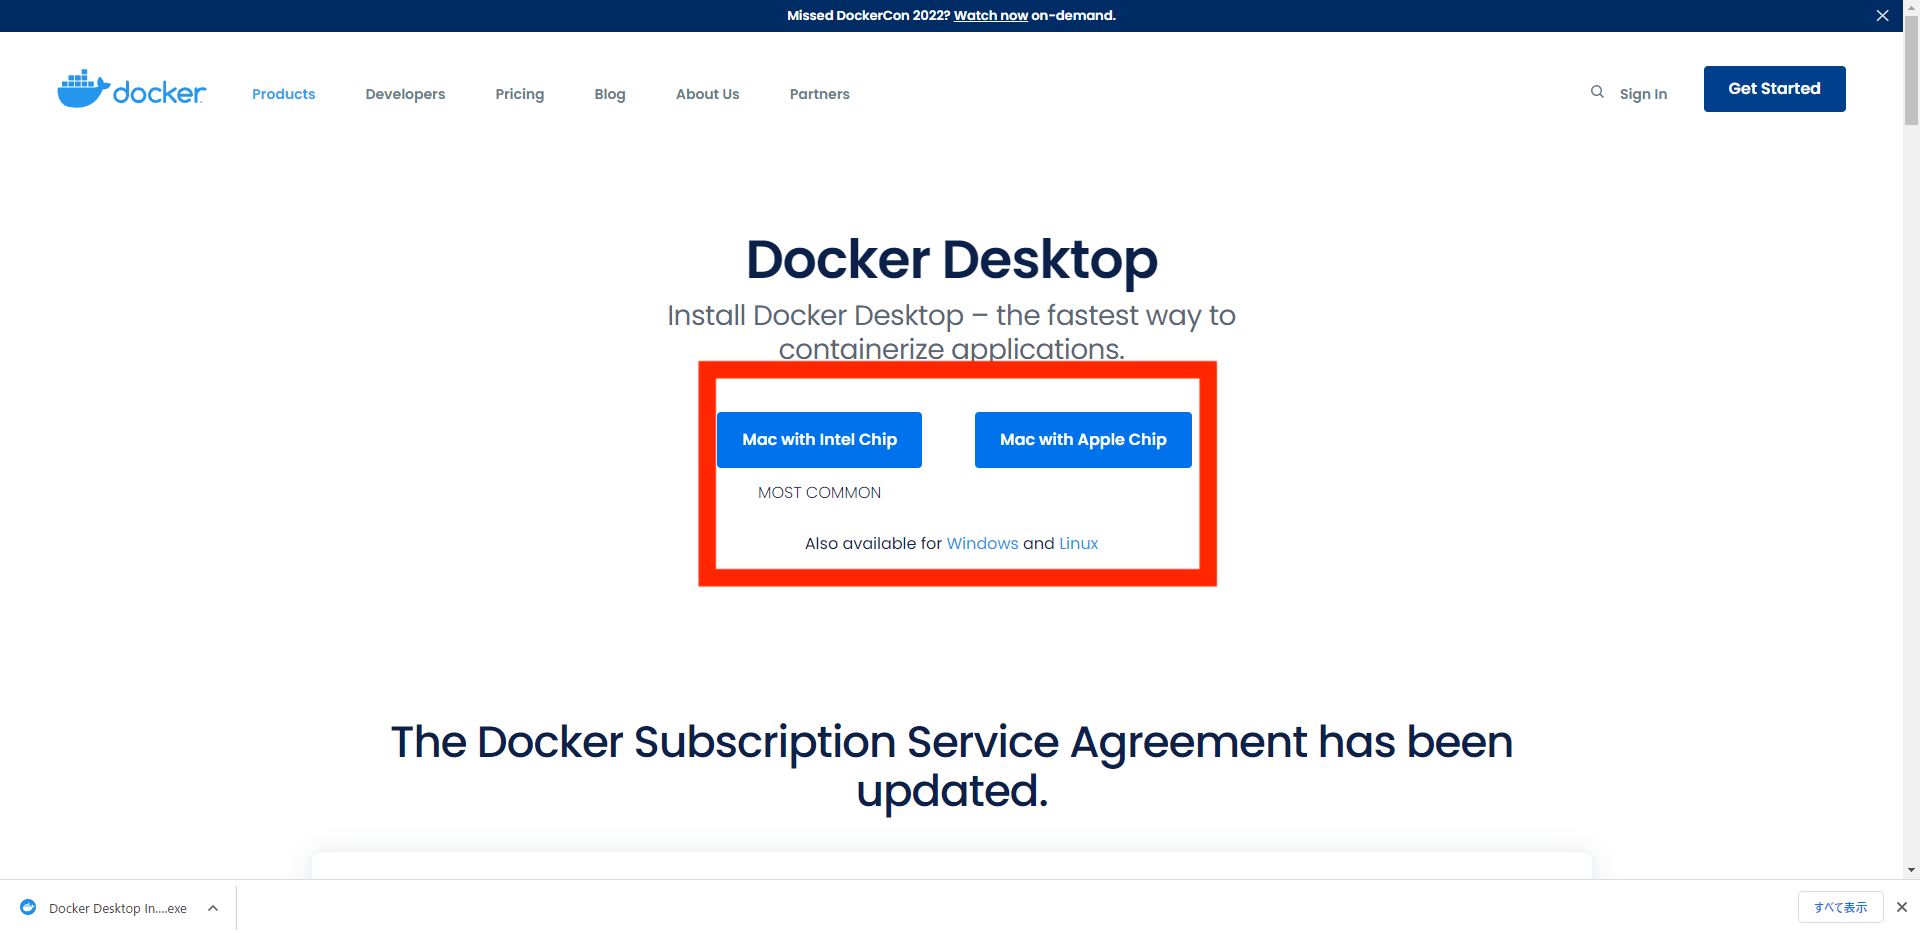 Missed DockerCon 2022? Watch now on-demand.
docker
Products
Developers
Pricing
Blog
About Us
Partners
Sign In
Get Started
Docker Desktop
Install Docker Desktop – the fastest way to
containerize applications.
Mac with Intel Chip
Mac with Apple Chip
MOST COMMON
Also available for Windows and Linux
The Docker Subscription Service Agreement has been
updated.
Docker Desktop In....exe
すべて表示